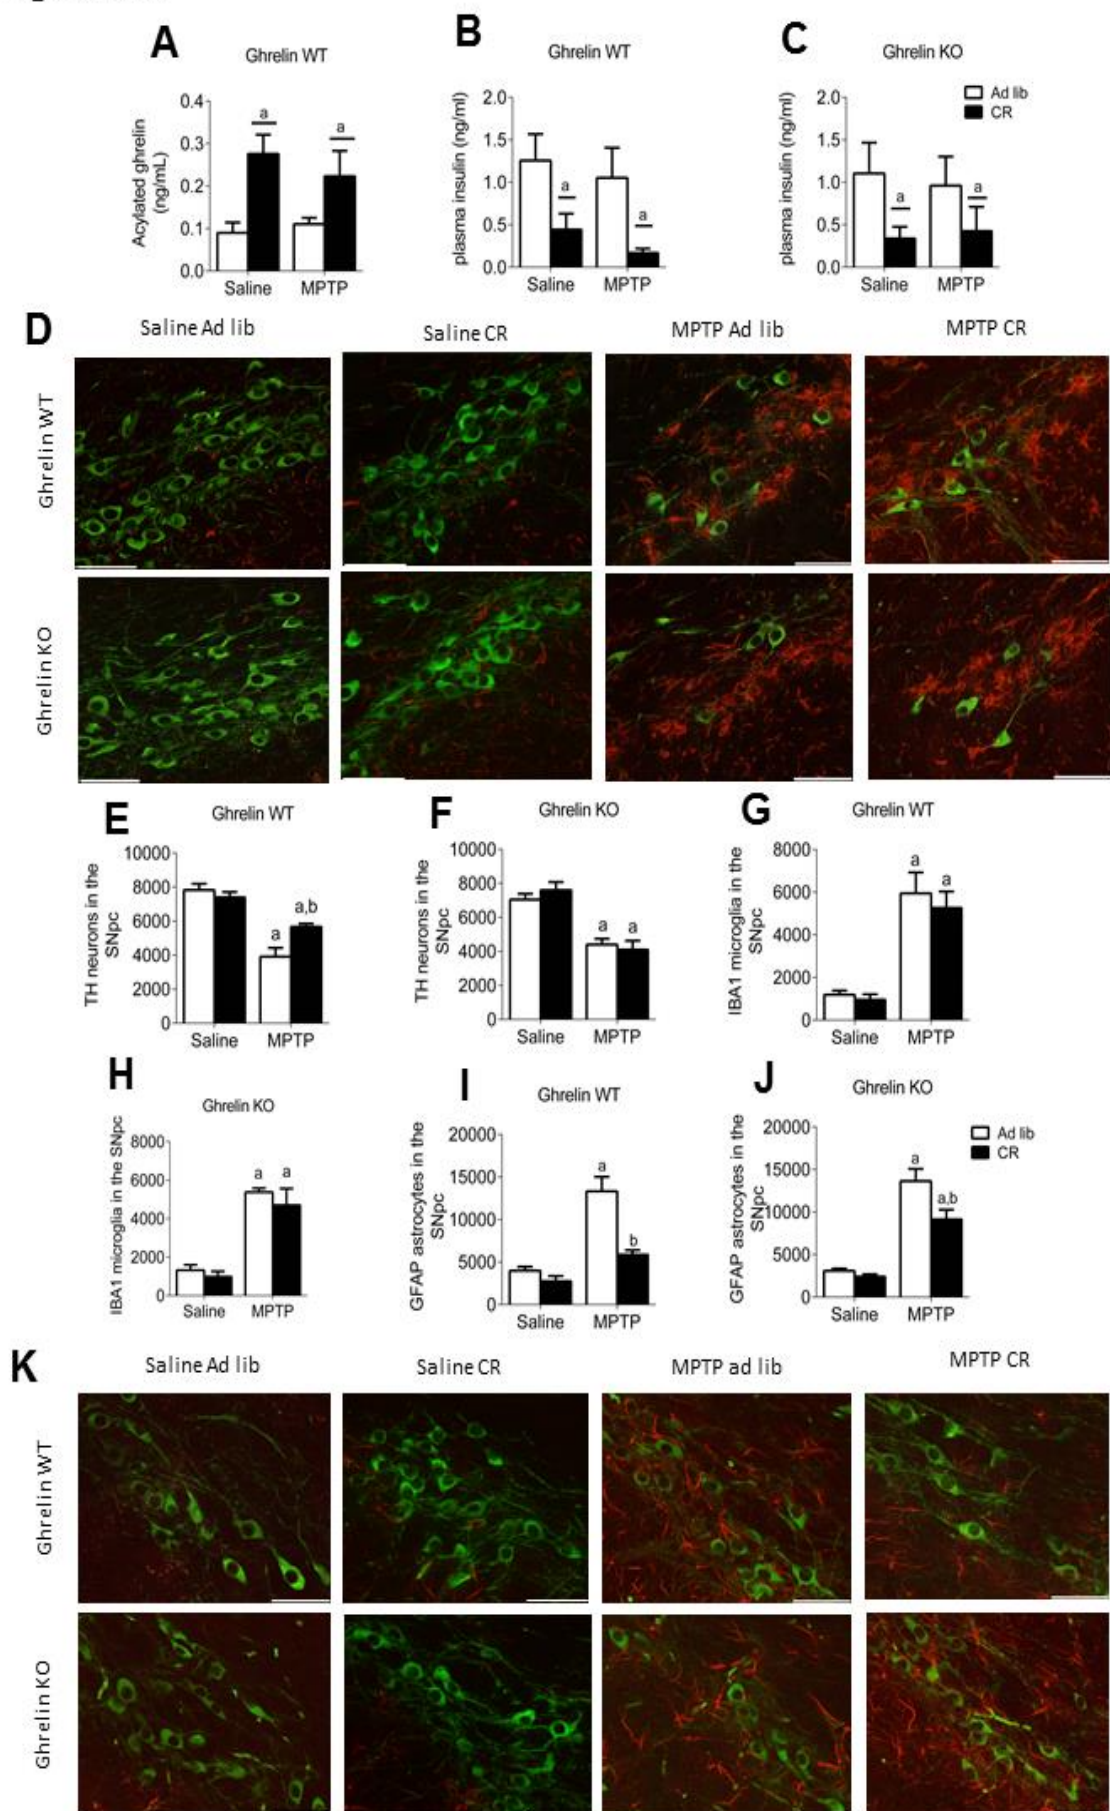 A
Ghrelin WT
Acylated ghrelin
(ng/mL)
0.4
0.3
0.2
0.1
0.0
a
a
Saline
MPTP
B
Ghrelin WT
plasma insulin (ng/ml)
2.0
1.5
1.0
0.5
0.0
a
a
Saline
MPTP
C
Ghrelin KO
plasma insulin (ng/ml)
2.0
1.5
1.0
0.5
0.0
a
a
Saline
MPTP
Ad lib
CR
D
Saline Ad lib
Saline CR
MPTP Ad lib
MPTP CR
Ghrelin WT
Ghrelin KO
E
Ghrelin WT
TH neurons in the
SNpc
10000
8000
6000
4000
2000
0
a
a,b
Saline
MPTP
F
Ghrelin KO
TH neurons in the
SNpc
10000
8000
6000
4000
2000
0
a
a
Saline
MPTP
G
Ghrelin WT
IBA1 microglia in the
SNpc
8000
6000
4000
2000
0
a
a
Saline
MPTP
H
Ghrelin KO
IBA1 microglia in the SNpc
8000
6000
4000
2000
0
a
a
Saline
MPTP
I
Ghrelin WT
GFAP astrocytes in the
SNpc
20000
15000
10000
5000
0
a
b
Saline
MPTP
J
Ghrelin KO
GFAP astrocytes in the
SNpc
20000
15000
10000
5000
0
a
a,b
Saline
MPTP
Ad lib
CR
K
Saline Ad lib
Saline CR
MPTP ad lib
MPTP CR
Ghrelin WT
Ghrelin KO